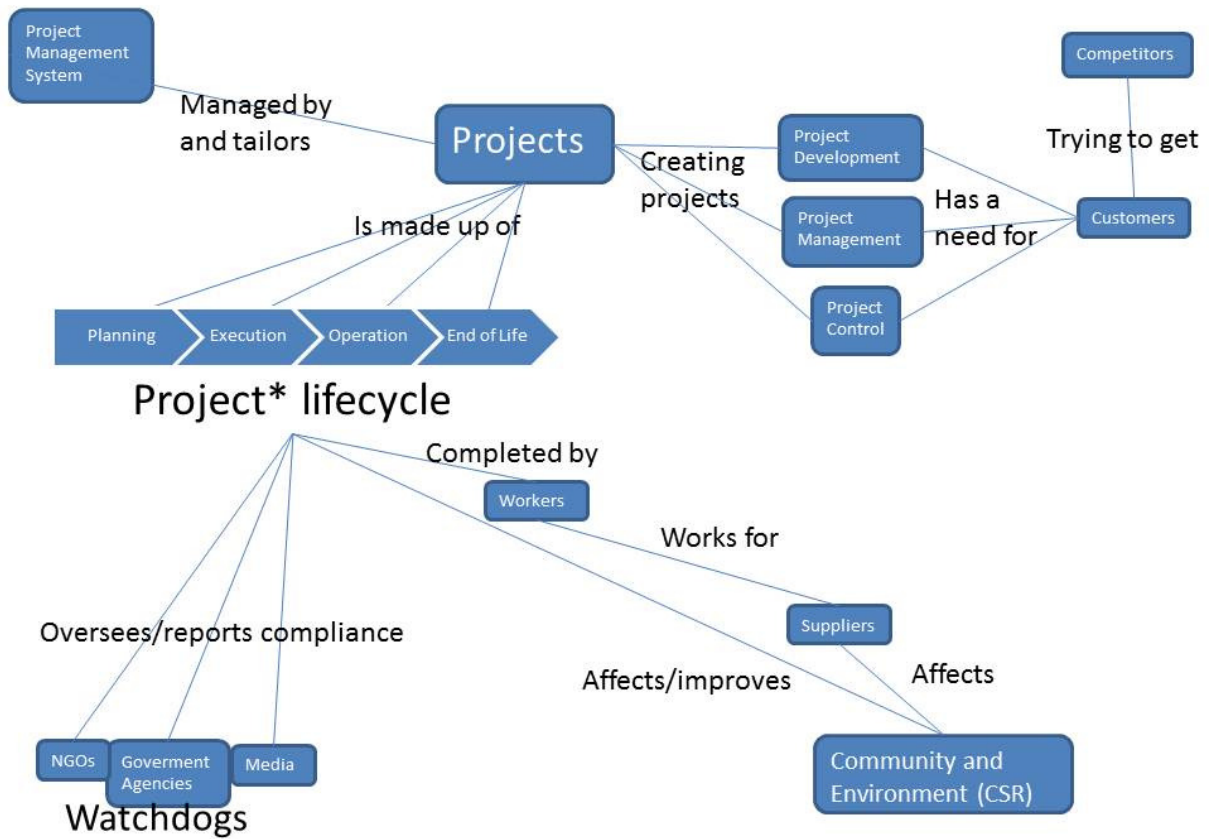 Project
Management
System
Competitors
Managed by
and tailors
Projects
Project
Development
Trying to get
Creating
projects
Project
Management
Has a
need for
Customers
Is made up of
Project
Control
Planning
Execution
Operation
End of Life
Project* lifecycle
Completed by
Workers
Works for
Suppliers
Oversees/reports compliance
Affects/improves
Affects
NGOs
Goverment
Agencies
Media
Watchdogs
Community and
Environment (CSR)